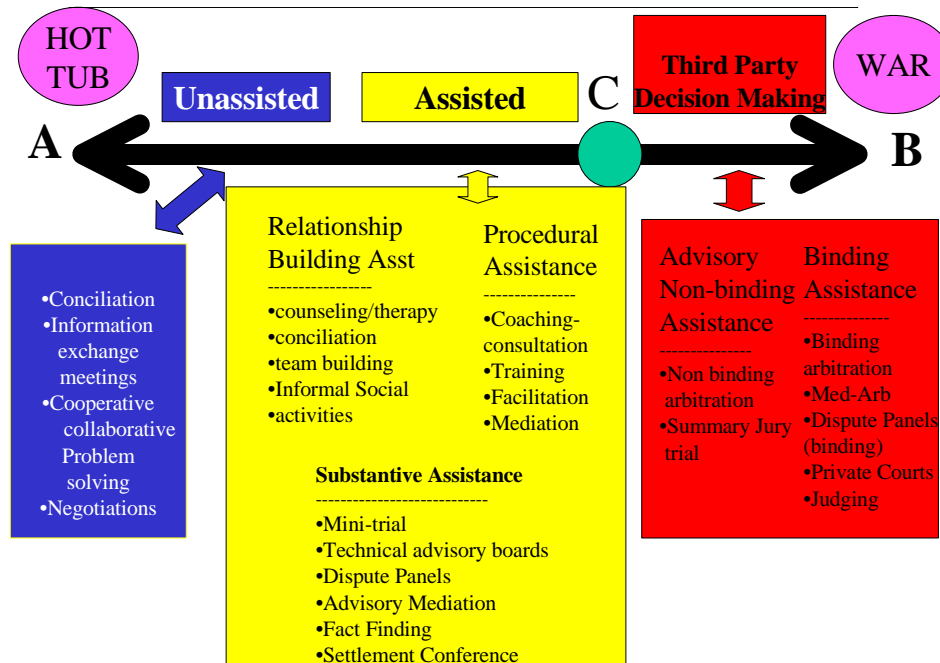 HOT
TUB
Unassisted
Assisted
C
Third Party
Decision Making
WAR
A
B
•Conciliation
•Information
exchange
meetings
•Cooperative
collaborative
Problem
solving
•Negotiations
Relationship
Building Asst
-----------------
•counseling/therapy
•conciliation
•team building
•Informal Social
•activities
Procedural
Assistance
---------------
•Coaching-
consultation
•Training
•Facilitation
•Mediation
Substantive Assistance
-----------------------------
•Mini-trial
•Technical advisory boards
•Dispute Panels
•Advisory Mediation
•Fact Finding
•Settlement Conference
Advisory
Non-binding
Assistance
---------------
•Non binding
arbitration
•Summary Jury
trial
Binding
Assistance
--------------
•Binding
arbitration
•Med-Arb
•Dispute Panels
(binding)
•Private Courts
•Judging